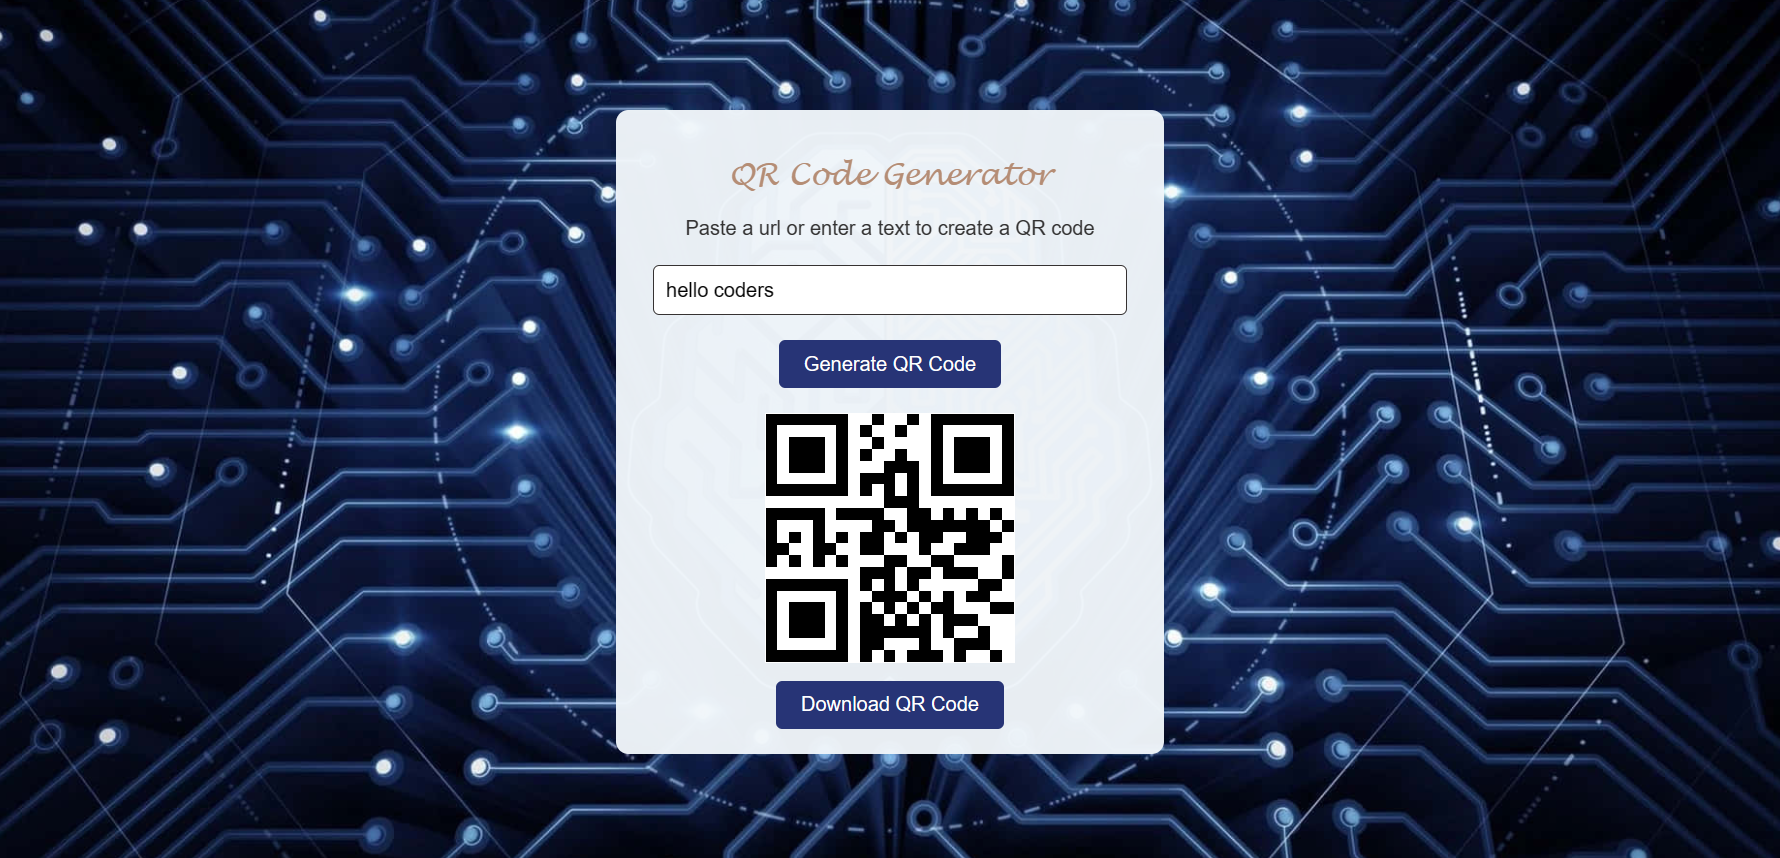 QR Code Generator
Paste a url or enter a text to create a QR code
hello coders
Generate QR Code
Download QR Code